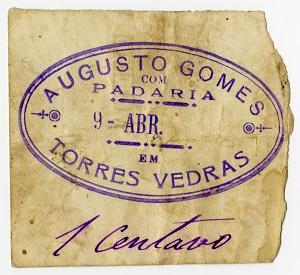 AUGUSTO GOMES
COM
PADARIA
9 - ABR.
EM
TORRES VEDRAS
1 Centavo